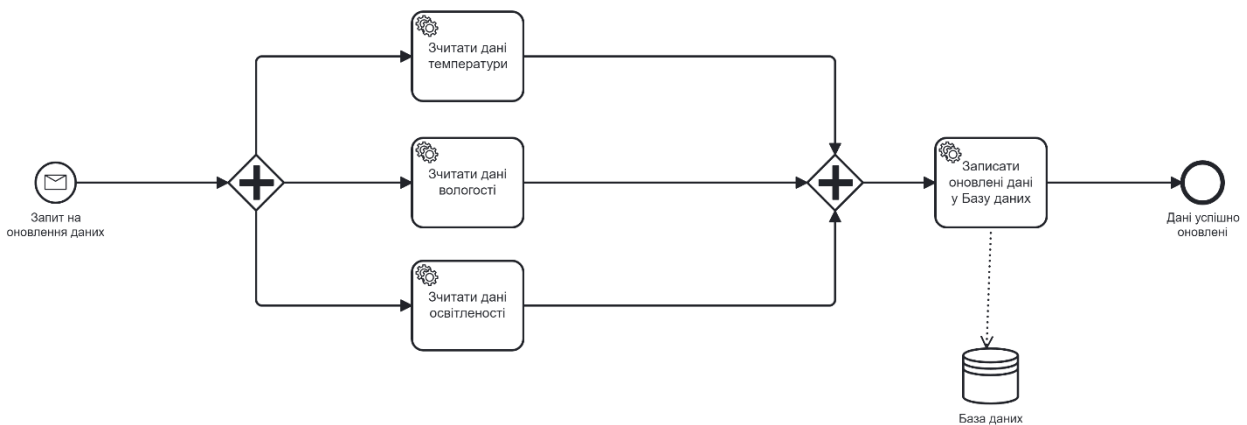 Зчитати дані
температури
Зчитати дані
вологості
Записати
оновлені дані
у Базу даних
Запит на
оновлення даних
Дані успішно
оновлені
Зчитати дані
освітленості
База даних